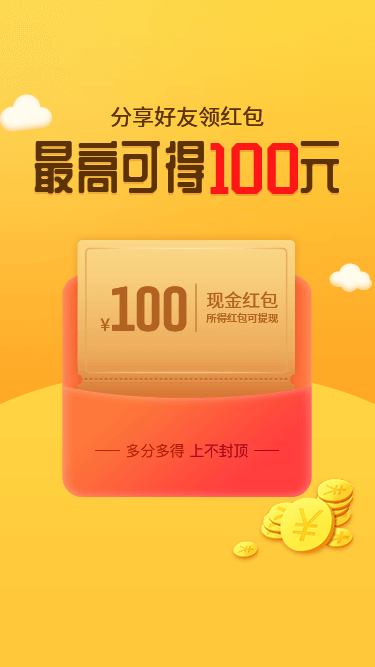 分享好友领红包
最高可得100元
¥100
现金红包
所得红包可提现
多分多得 上不封顶